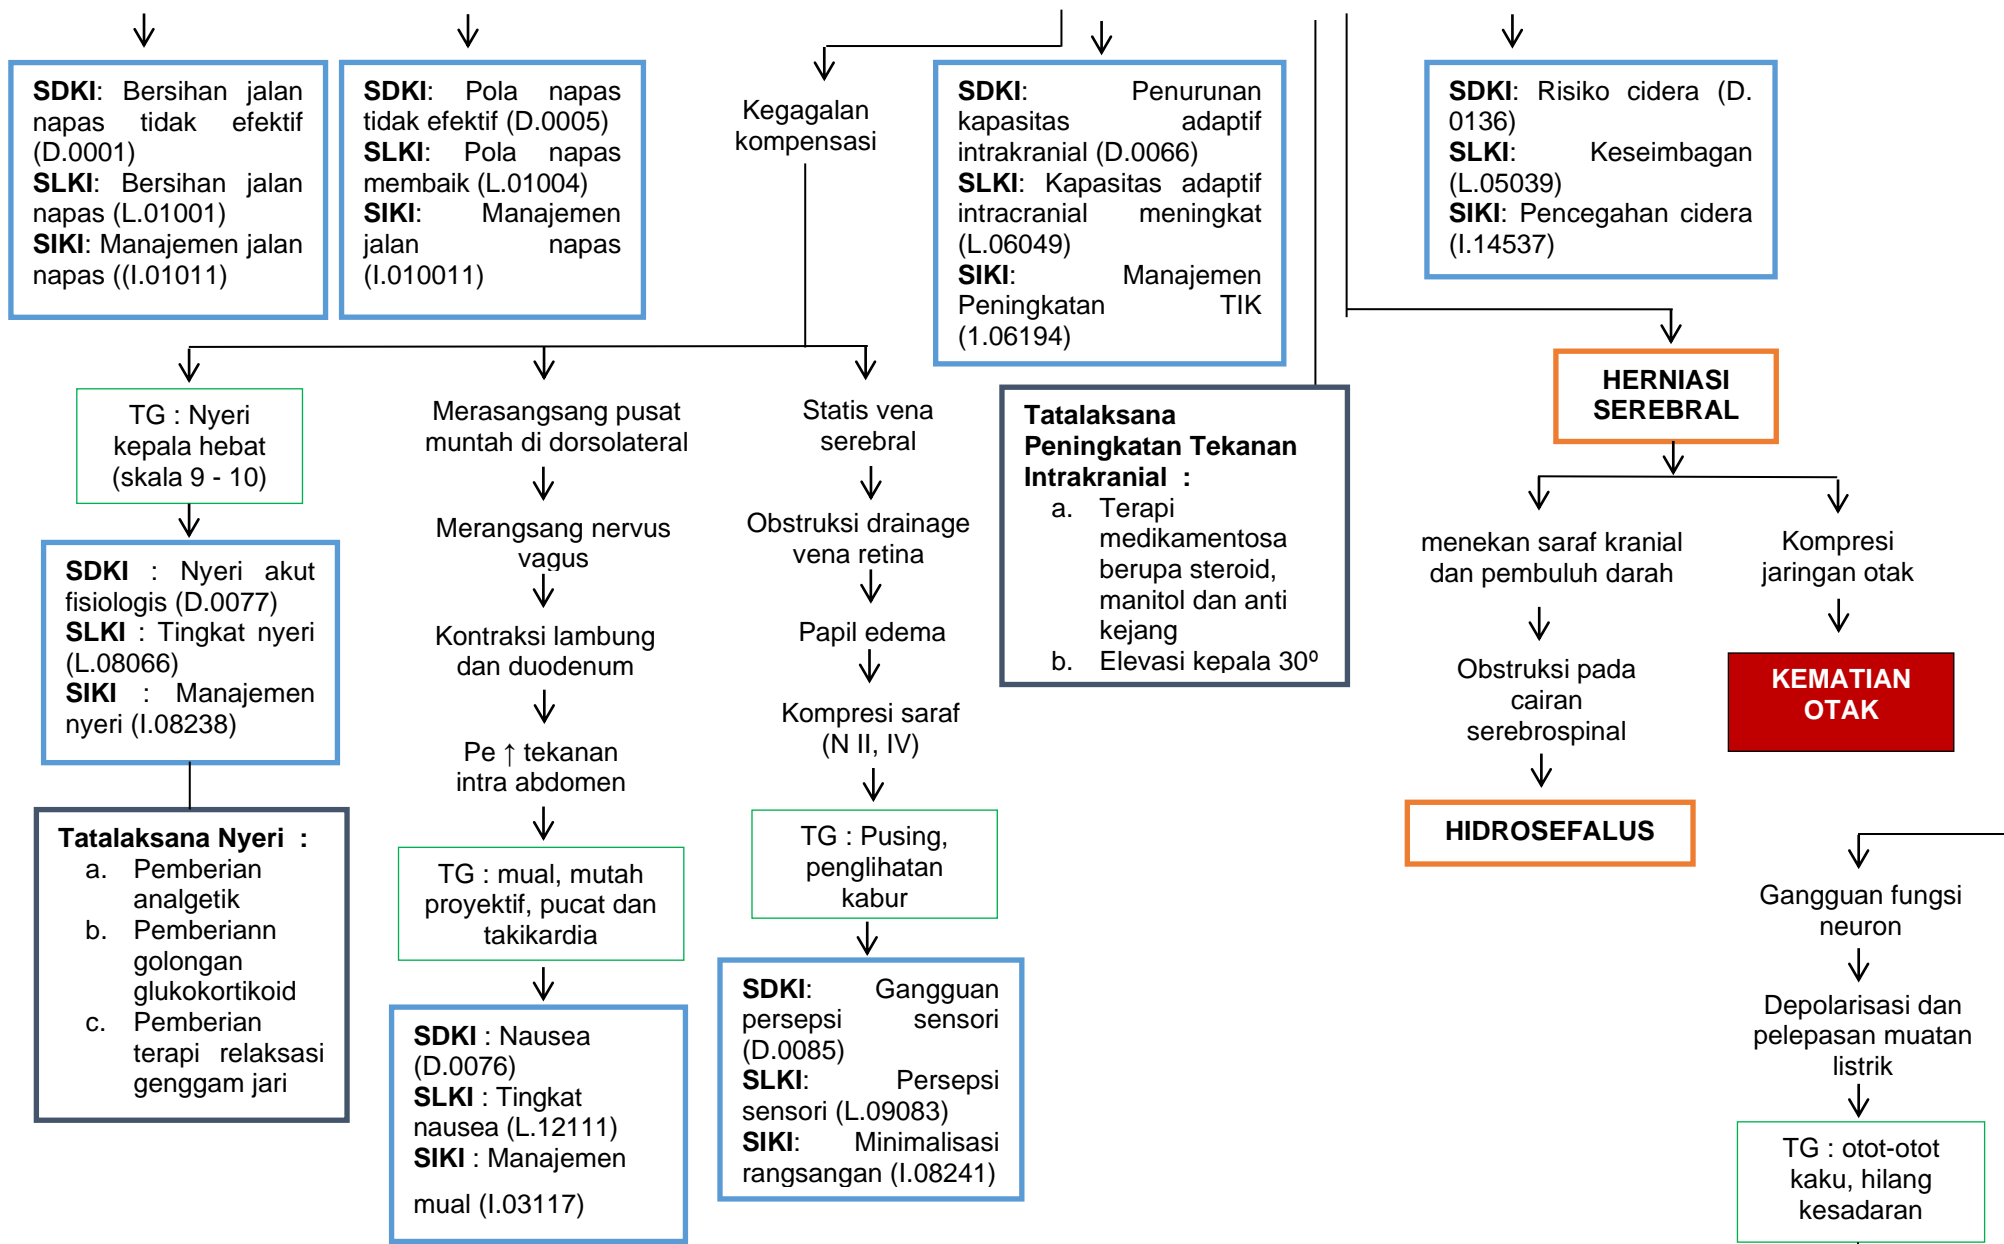 SDKI: Bersihan jalan
napas tidak efektif
(D.0001)
SLKI: Bersihan jalan
napas (L.01001)
SIKI: Manajemen jalan
napas ((I.01011)
SDKI: Pola napas
tidak efektif (D.0005)
SLKI: Pola napas
membaik (L.01004)
SIKI: Manajemen
jalan napas
(I.010011)
Kegagalan
kompensasi
SDKI: Penurunan
kapasitas adaptif
intrakranial (D.0066)
SLKI: Kapasitas adaptif
intracranial meningkat
(L.06049)
SIKI: Manajemen
Peningkatan TIK
(1.06194)
SDKI: Risiko cidera (D.
0136)
SLKI: Keseimbagan
(L.05039)
SIKI: Pencegahan cidera
(I.14537)
TG : Nyeri
kepala hebat
(skala 9 - 10)
SDKI : Nyeri akut
fisiologis (D.0077)
SLKI : Tingkat nyeri
(L.08066)
SIKI : Manajemen
nyeri (I.08238)
Tatalaksana Nyeri :
a. Pemberian
analgetik
b. Pemberiann
golongan
glukokortikoid
c. Pemberian
terapi relaksasi
genggam jari
Merasangsang pusat
muntah di dorsolateral
Merangsang nervus
vagus
Kontraksi lambung
dan duodenum
Pe ↑ tekanan
intra abdomen
TG : mual, mutah
proyektif, pucat dan
takikardia
SDKI : Nausea
(D.0076)
SLKI : Tingkat
nausea (L.12111)
SIKI : Manajemen
mual (I.03117)
Statis vena
serebral
Obstruksi drainage
vena retina
Papil edema
Kompresi saraf
(N II, IV)
TG : Pusing,
penglihatan
kabur
SDKI: Gangguan
persepsi sensori
(D.0085)
SLKI: Persepsi
sensori (L.09083)
SIKI: Minimalisasi
rangsangan (I.08241)
Tatalaksana
Peningkatan Tekanan
Intrakranial :
a. Terapi
medikamentosa
berupa steroid,
manitol dan anti
kejang
b. Elevasi kepala 30⁰
HERNIASI
SEREBRAL
menekan saraf kranial
dan pembuluh darah
Obstruksi pada
cairan
serebrospinal
HIDROSEFALUS
Kompresi
jaringan otak
KEMATIAN
OTAK
Gangguan fungsi
neuron
Depolarisasi dan
pelepasan muatan
listrik
TG : otot-otot
kaku, hilang
kesadaran